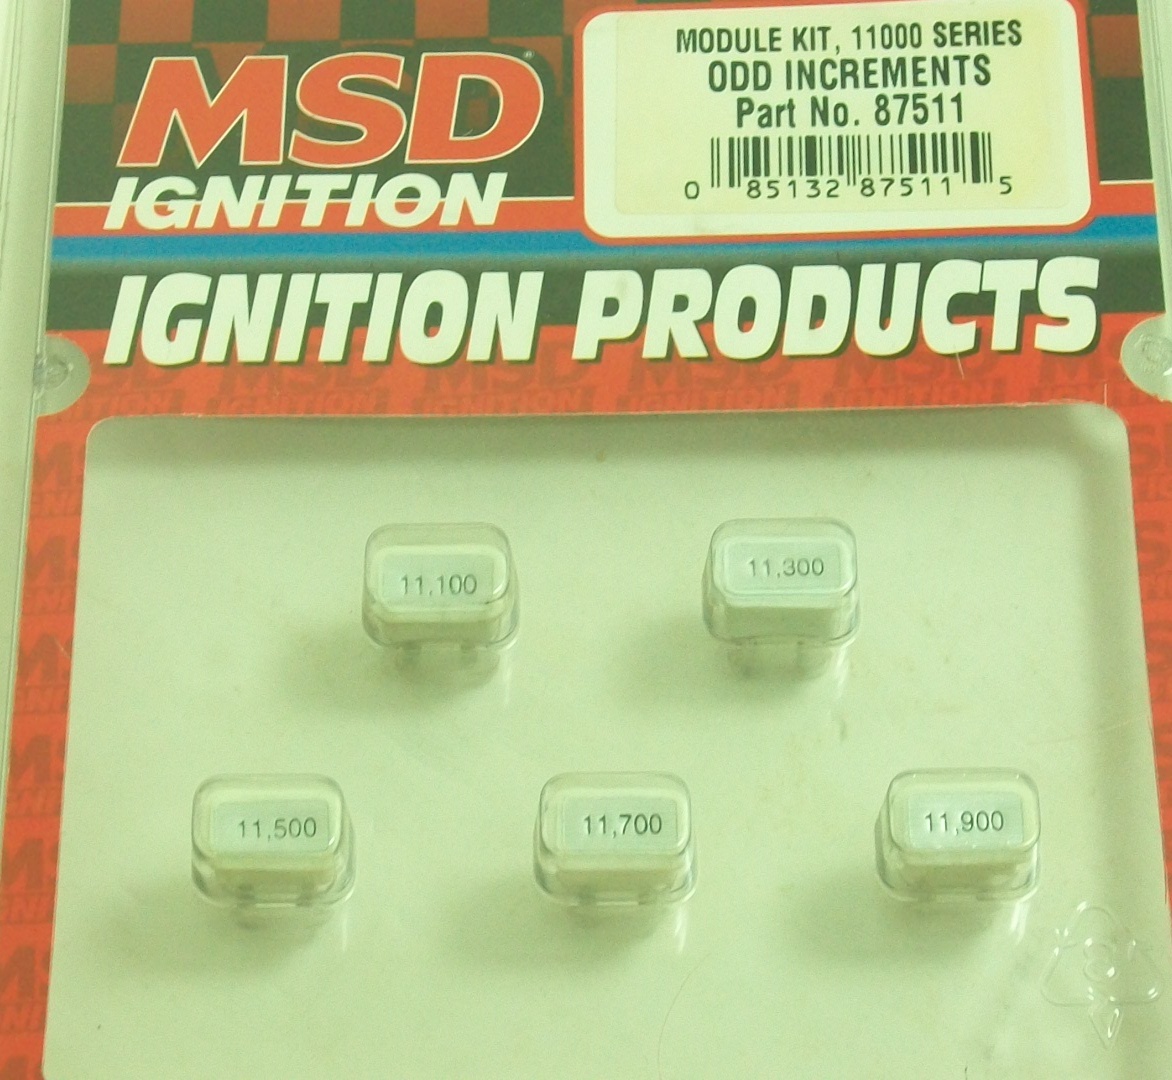 MSD
IGNITION
MODULE KIT, 11000 SERIES
ODD INCREMENTS
Part No. 87511
0 85132 87511 5
IGNITION PRODUCTS
11,100
11,300
11,500
11,700
11,900